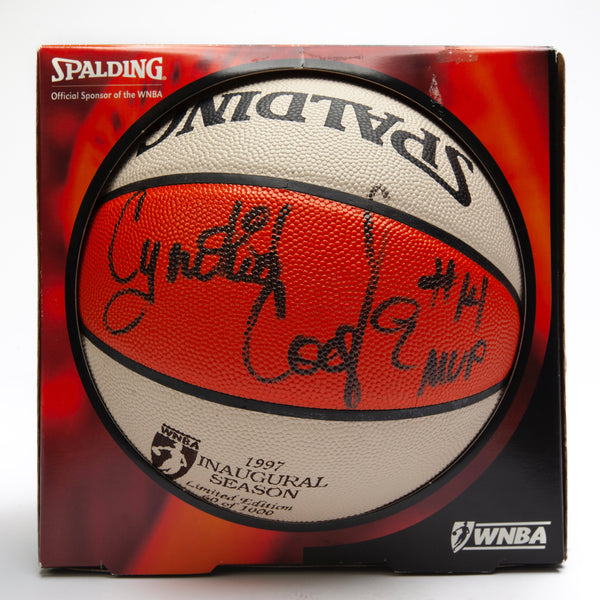 SPALDING
Official Sponsor of the WNBA
SPALDING
Cynthia
Cooper #14
MVP
WNBA
1997
INAUGURAL
SEASON
Limited Edition
of 1000
WNBA